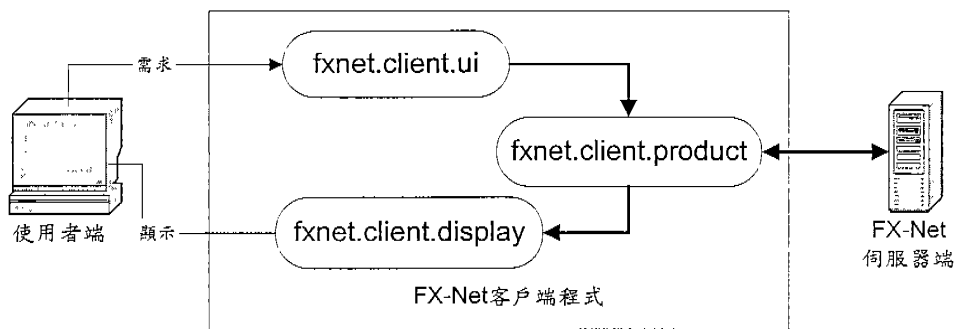 需求
fxnet.client.ui
fxnet.client.product
使用者端
顯示
fxnet.client.display
FX-Net
伺服器端
FX-Net客戶端程式